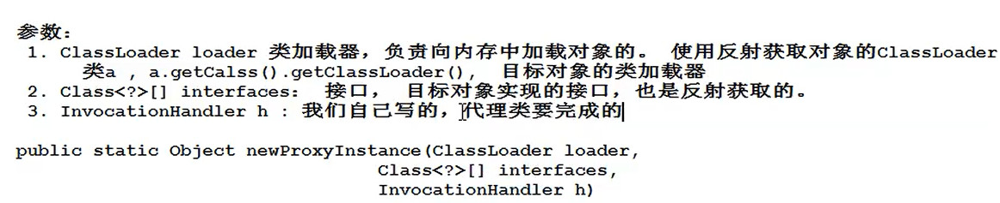 参数：
1. ClassLoader loader 类加载器，负责向内存中加载对象的。 使用反射获取对象的ClassLoader
类a , a.getCalss().getClassLoader(), 目标对象的类加载器
2. Class<?>[] interfaces： 接口， 目标对象实现的接口，也是反射获取的。
3. InvocationHandler h : 我们自己写的，代理类要完成的
public static Object newProxyInstance(ClassLoader loader,
Class<?>[] interfaces,
InvocationHandler h)